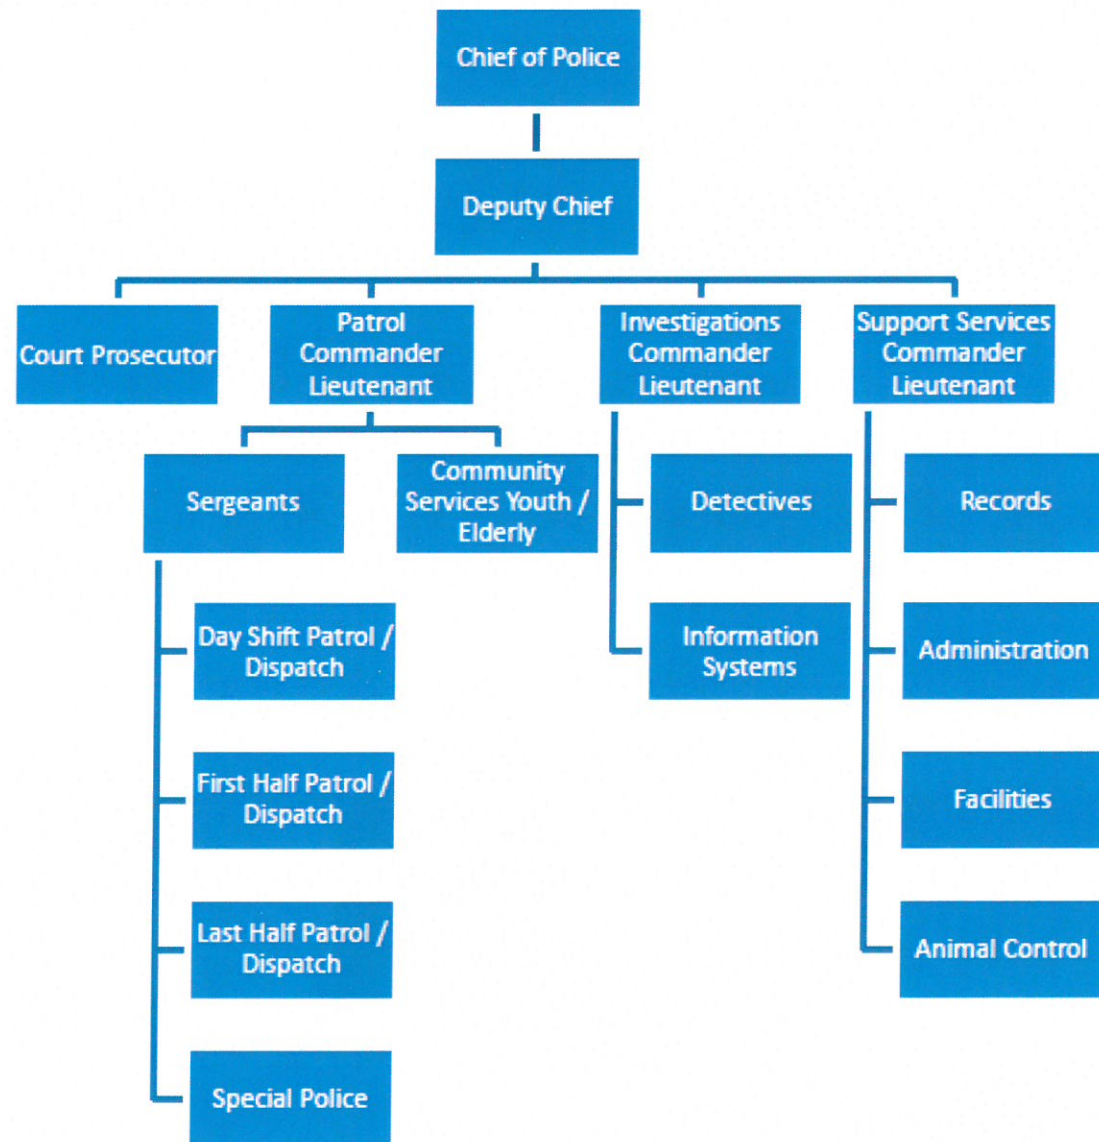 Chief of Police
Deputy Chief
Court Prosecutor
Patrol
Commander
Lieutenant
Investigations
Commander
Lieutenant
Support Services
Commander
Lieutenant
Sergeants
Community
Services Youth /
Elderly
Detectives
Records
Day Shift Patrol /
Dispatch
Information
Systems
Administration
First Half Patrol /
Dispatch
Facilities
Last Half Patrol /
Dispatch
Animal Control
Special Police